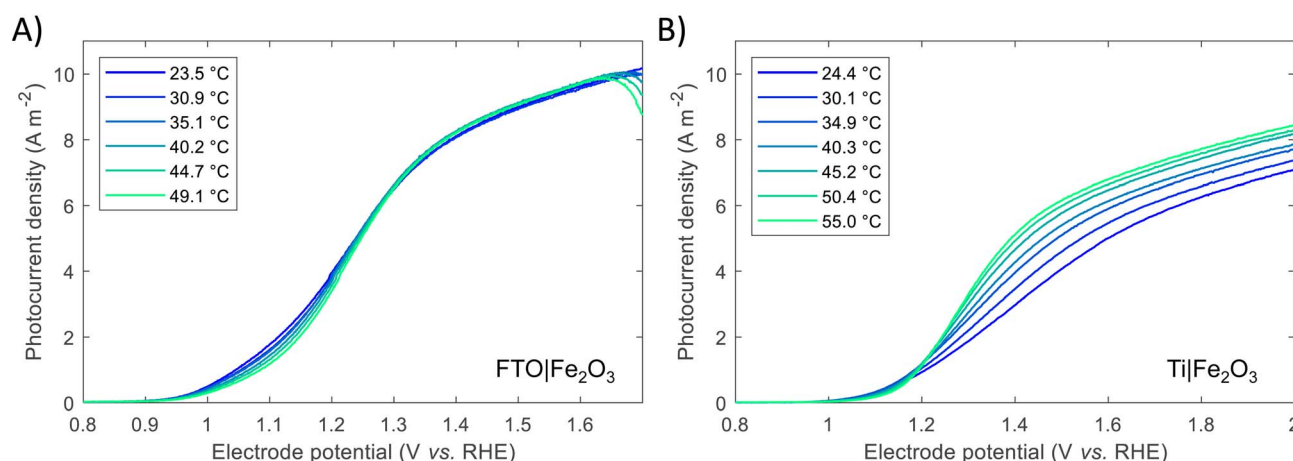 A)
Photocurrent density (A m⁻²)
10
8
6
4
2
0
23.5 °C
30.9 °C
35.1 °C
40.2 °C
44.7 °C
49.1 °C
FTO|Fe₂O₃
0.8 0.9 1 1.1 1.2 1.3 1.4 1.5 1.6
Electrode potential (V vs. RHE)
B)
Photocurrent density (A m⁻²)
10
8
6
4
2
0
24.4 °C
30.1 °C
34.9 °C
40.3 °C
45.2 °C
50.4 °C
55.0 °C
Ti|Fe₂O₃
0.8 1 1.2 1.4 1.6 1.8 2
Electrode potential (V vs. RHE)